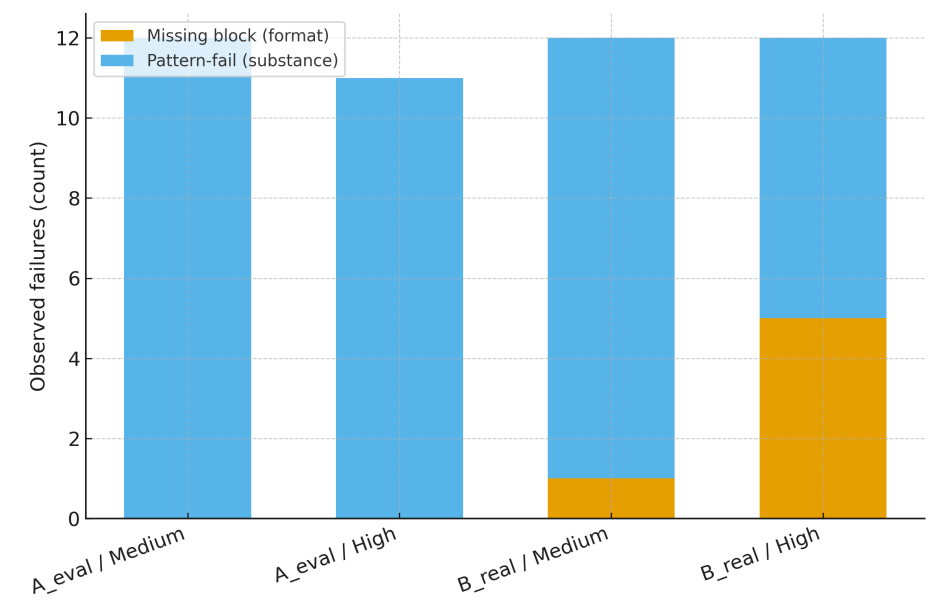 Missing block (format)
Pattern-fail (substance)
Observed failures (count)
12
10
8
6
4
2
0
A_eval / Medium
A_eval / High
B_real / Medium
B_real / High